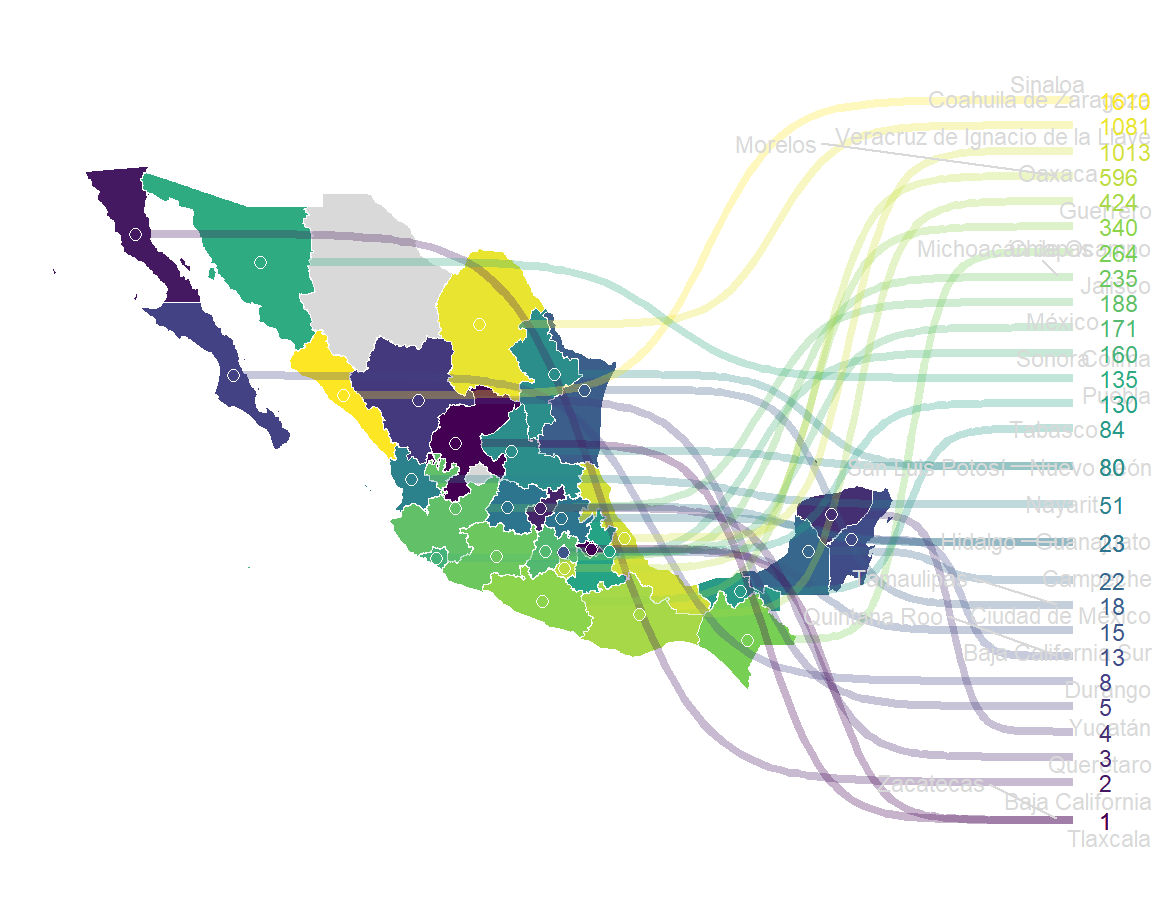 Sinaloa
Coahuila de Zaragoza 1610
1081
Veracruz de Ignacio de la Llave
Morelos
1013
Oaxaca 596
424
Guerrero
340
Michoacán de Ocampo
Chiapas
264
235
Jalisco
188
México 171
Sonora
Colima
160
135
Puebla
130
Tabasco 84
San Luis Potosí
Nuevo León
80
Nayarit 51
Hidalgo
Guanajuato
23
Tamaulipas
Campeche
22
18
Quintana Roo
Ciudad de México
15
Baja California Sur
13
8
Durango
5
Yucatán
4
3
Querétaro
2
Zacatecas
Baja California
1
Tlaxcala